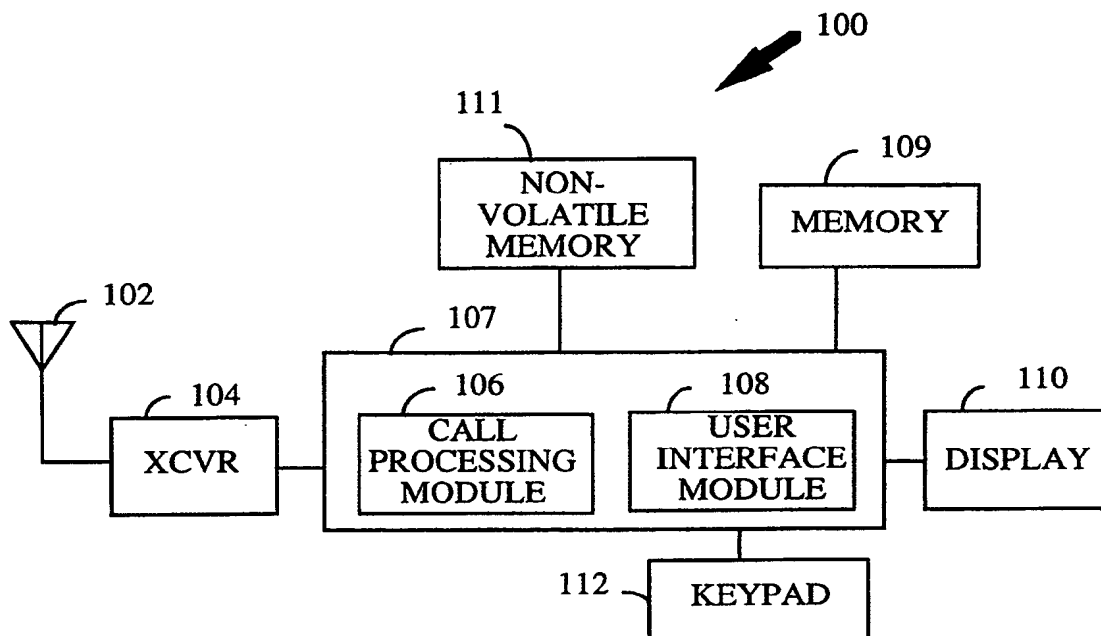 100
111
109
NON-
VOLATILE
MEMORY
MEMORY
102
107
106
108
110
104
CALL
PROCESSING
MODULE
USER
INTERFACE
MODULE
XCVR
DISPLAY
112
KEYPAD